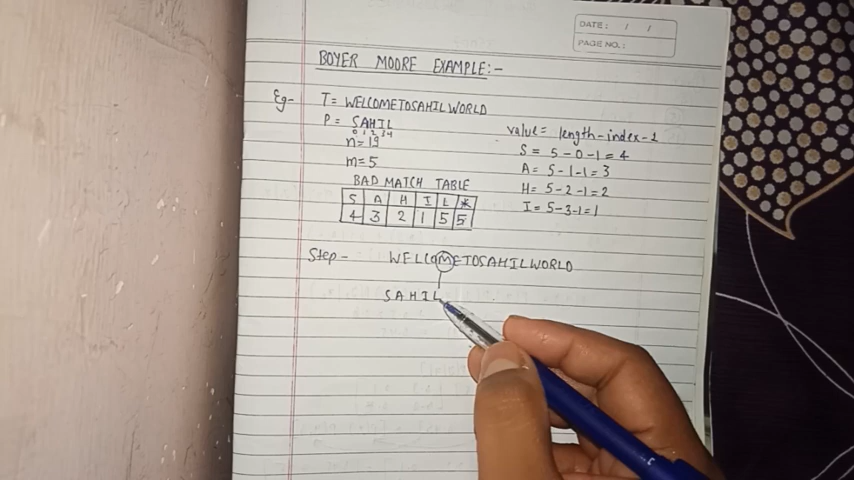 DATE: / /
PAGE NO.:
BOYER MOORE EXAMPLE:-
Eg- T = WELCOMETOSAHILWORLD
P = SAHIL
0 1 2 3 4
n = 19
m = 5
value = length-index-1
S = 5-0-1 = 4
A = 5-1-1 = 3
H = 5-2-1 = 2
I = 5-3-1 = 1
BAD MATCH TABLE
S A H I L *
4 3 2 1 5 5
Step- WELCOMETOSAHILWORLD
SAHIL